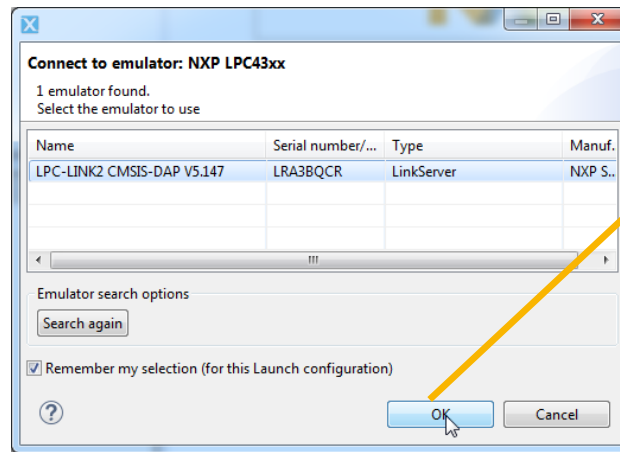 Connect to emulator: NXP LPC43xx
1 emulator found.
Select the emulator to use
Name Serial number/... Type Manuf.
LPC-LINK2 CMSIS-DAP V5.147 LRA3BQCR LinkServer NXP S..
Emulator search options
Search again
Remember my selection (for this Launch configuration)
OK Cancel